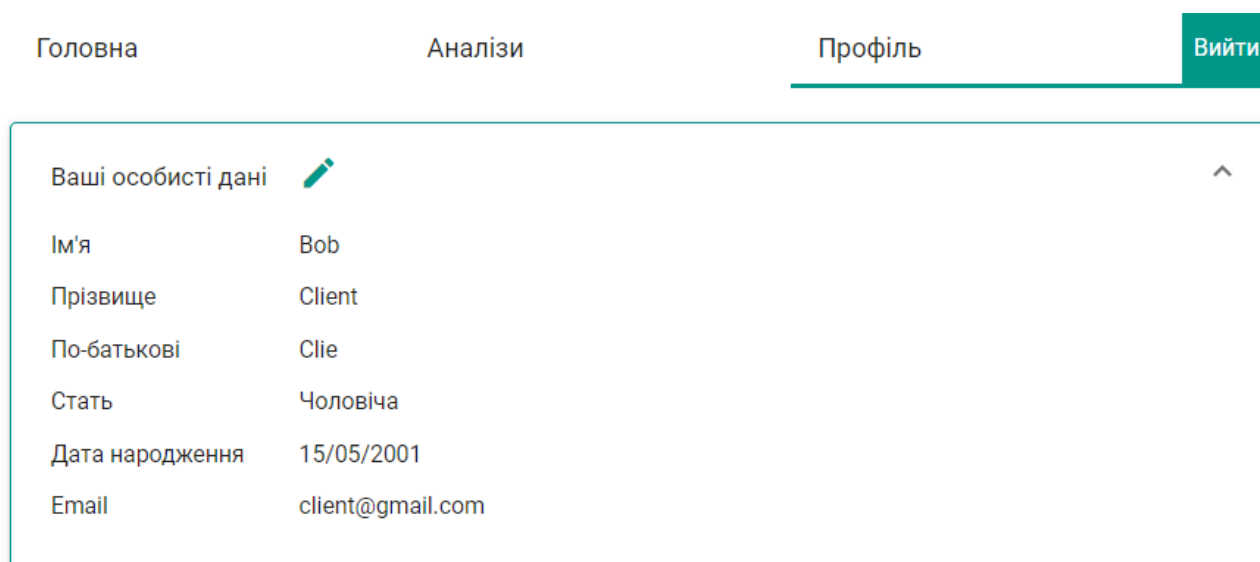 Головна Аналізи Профіль Вийти
Ваші особисті дані
Ім'я Bob
Прізвище Client
По-батькові Clie
Стать Чоловіча
Дата народження 15/05/2001
Email client@gmail.com